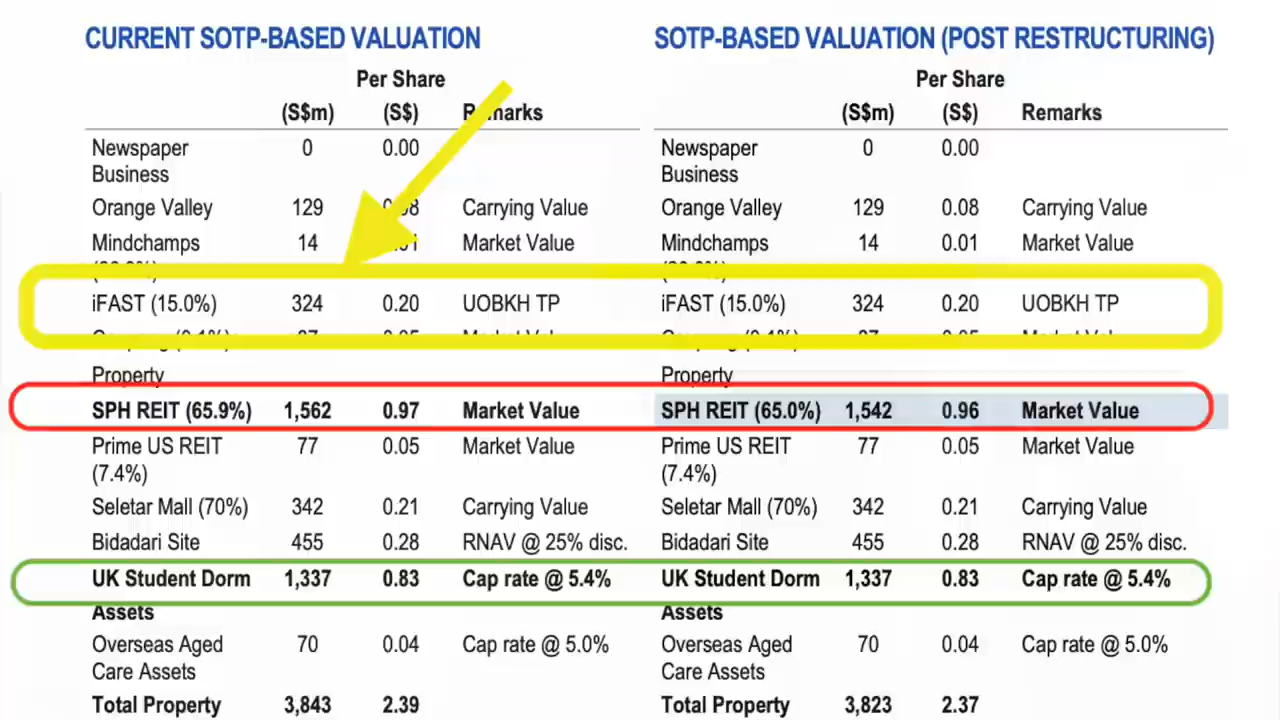 CURRENT SOTP-BASED VALUATION SOTP-BASED VALUATION (POST RESTRUCTURING)
Per Share Per Share
(S$m) (S$) Remarks (S$m) (S$) Remarks
Newspaper 0 0.00 Newspaper 0 0.00
Business Business
Orange Valley 129 0.08 Carrying Value Orange Valley 129 0.08 Carrying Value
Mindchamps 14 Market Value Mindchamps 14 0.01 Market Value
iFAST (15.0%) 324 0.20 UOBKH TP iFAST (15.0%) 324 0.20 UOBKH TP
Property Property
SPH REIT (65.9%) 1,562 0.97 Market Value SPH REIT (65.0%) 1,542 0.96 Market Value
Prime US REIT 77 0.05 Market Value Prime US REIT 77 0.05 Market Value
(7.4%) (7.4%)
Seletar Mall (70%) 342 0.21 Carrying Value Seletar Mall (70%) 342 0.21 Carrying Value
Bidadari Site 455 0.28 RNAV @ 25% disc. Bidadari Site 455 0.28 RNAV @ 25% disc.
UK Student Dorm 1,337 0.83 Cap rate @ 5.4% UK Student Dorm 1,337 0.83 Cap rate @ 5.4%
Assets Assets
Overseas Aged 70 0.04 Cap rate @ 5.0% Overseas Aged 70 0.04 Cap rate @ 5.0%
Care Assets Care Assets
Total Property 3,843 2.39 Total Property 3,823 2.37